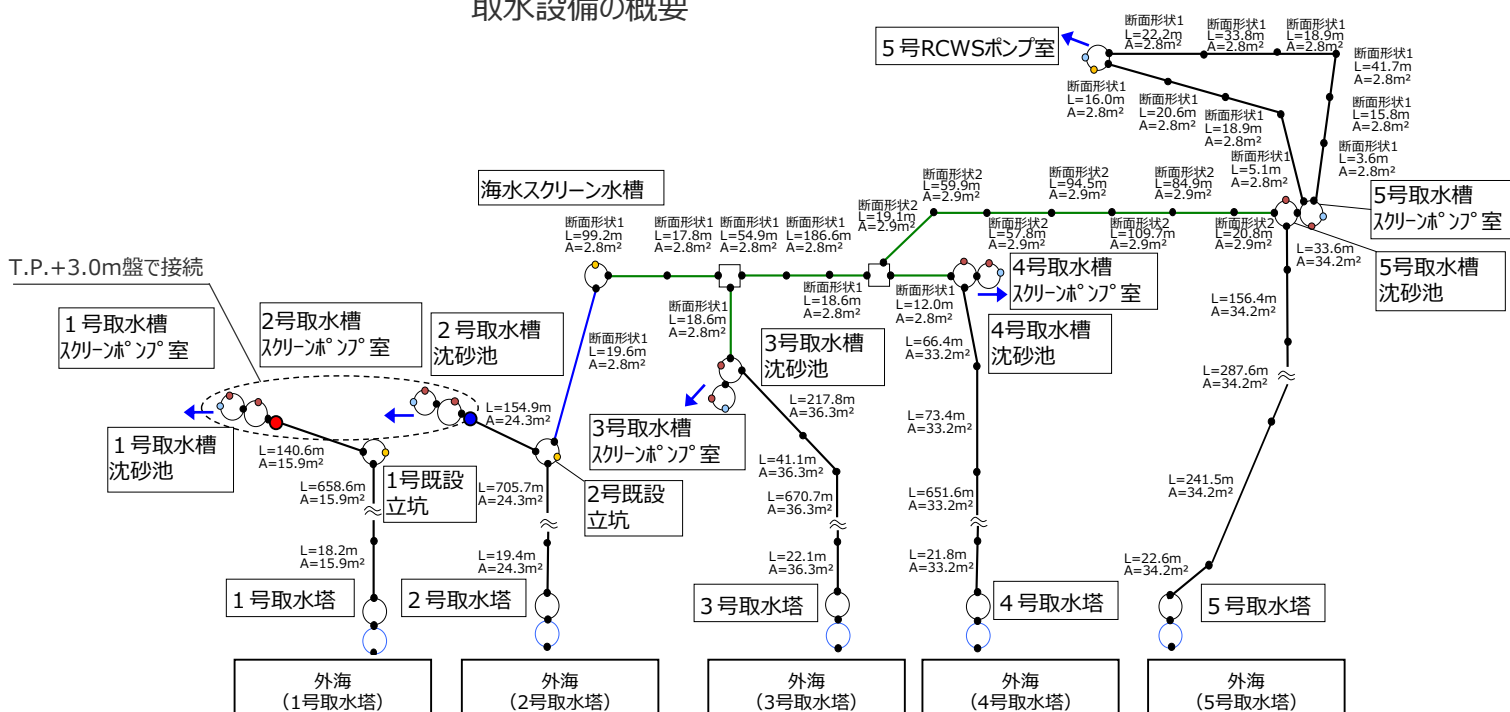 取水設備の概要
5号RCWSポンプ室
断面形状1
L=22.2m
A=2.8m²
断面形状1
L=33.8m
A=2.8m²
断面形状1
L=18.9m
A=2.8m²
断面形状1
L=41.7m
A=2.8m²
断面形状1
L=16.0m
A=2.8m²
断面形状1
L=20.6m
A=2.8m²
断面形状1
L=18.9m
A=2.8m²
断面形状1
L=15.8m
A=2.8m²
断面形状1
L=5.1m
A=2.8m²
断面形状1
L=3.6m
A=2.8m²
5号取水槽
スクリーンポンプ室
海水スクリーン水槽
断面形状1
L=99.2m
A=2.8m²
断面形状1
L=17.8m
A=2.8m²
断面形状1
L=54.9m
A=2.8m²
断面形状1
L=186.6m
A=2.8m²
断面形状2
L=19.1m
A=2.9m²
断面形状2
L=59.9m
A=2.9m²
断面形状2
L=57.8m
A=2.9m²
断面形状2
L=94.5m
A=2.9m²
断面形状2
L=109.7m
A=2.9m²
断面形状2
L=84.9m
A=2.9m²
断面形状2
L=20.8m
A=2.9m²
L=33.6m
A=34.2m²
5号取水槽
沈砂池
T.P.+3.0m盤で接続
1号取水槽
スクリーンポンプ室
2号取水槽
スクリーンポンプ室
2号取水槽
沈砂池
断面形状1
L=19.6m
A=2.8m²
断面形状1
L=18.6m
A=2.8m²
断面形状1
L=18.6m
A=2.8m²
断面形状1
L=12.0m
A=2.8m²
4号取水槽
スクリーンポンプ室
4号取水槽
沈砂池
3号取水槽
沈砂池
L=156.4m
A=34.2m²
L=66.4m
A=33.2m²
L=287.6m
A=34.2m²
L=154.9m
A=24.3m²
L=217.8m
A=36.3m²
L=73.4m
A=33.2m²
3号取水槽
スクリーンポンプ室
1号取水槽
沈砂池
L=140.6m
A=15.9m²
L=41.1m
A=36.3m²
1号既設
立坑
2号既設
立坑
L=658.6m
A=15.9m²
L=705.7m
A=24.3m²
L=670.7m
A=36.3m²
L=651.6m
A=33.2m²
L=241.5m
A=34.2m²
L=18.2m
A=15.9m²
L=19.4m
A=24.3m²
L=22.1m
A=36.3m²
L=21.8m
A=33.2m²
L=22.6m
A=34.2m²
1号取水塔
2号取水塔
3号取水塔
4号取水塔
5号取水塔
外海
(1号取水塔)
外海
(2号取水塔)
外海
(3号取水塔)
外海
(4号取水塔)
外海
(5号取水塔)